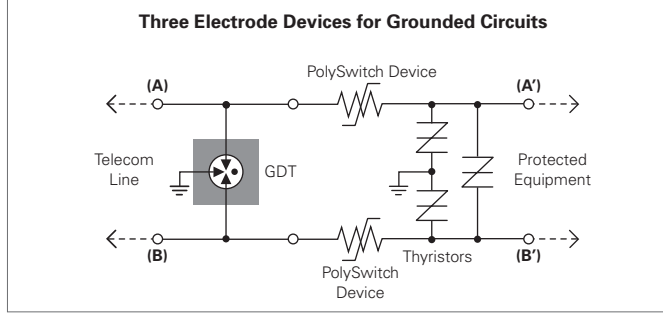 Three Electrode Devices for Grounded Circuits
PolySwitch Device
(A)
(A′)
Telecom
Line
GDT
Protected
Equipment
(B)
Thyristors
(B′)
PolySwitch
Device